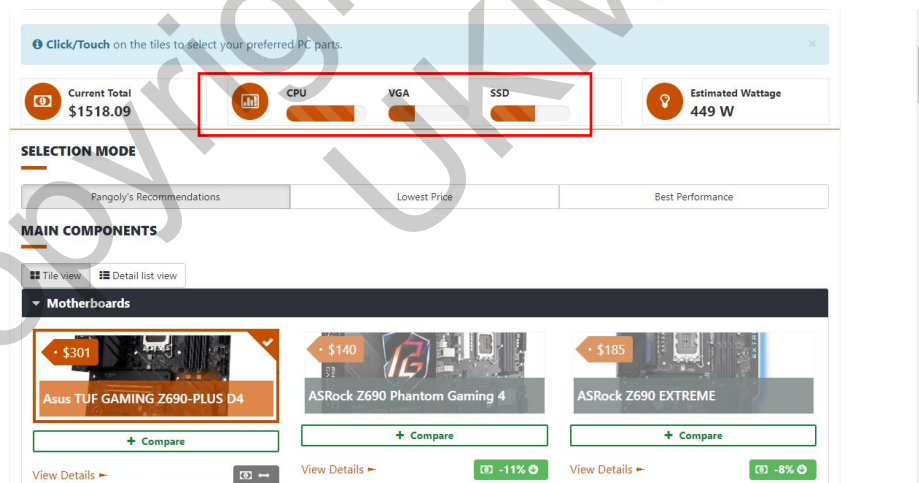 Click/Touch on the tiles to select your preferred PC parts. ×
Current Total
$1518.09
CPU VGA SSD
Estimated Wattage
449 W
SELECTION MODE
Pangoly's Recommendations Lowest Price Best Performance
MAIN COMPONENTS
Tile view Detail list view
Motherboards
• $301 • $140 • $185
Asus TUF GAMING Z690-PLUS D4 ASRock Z690 Phantom Gaming 4 ASRock Z690 EXTREME
+ Compare + Compare + Compare
View Details View Details -11% View Details -8%
Copyright
UKM